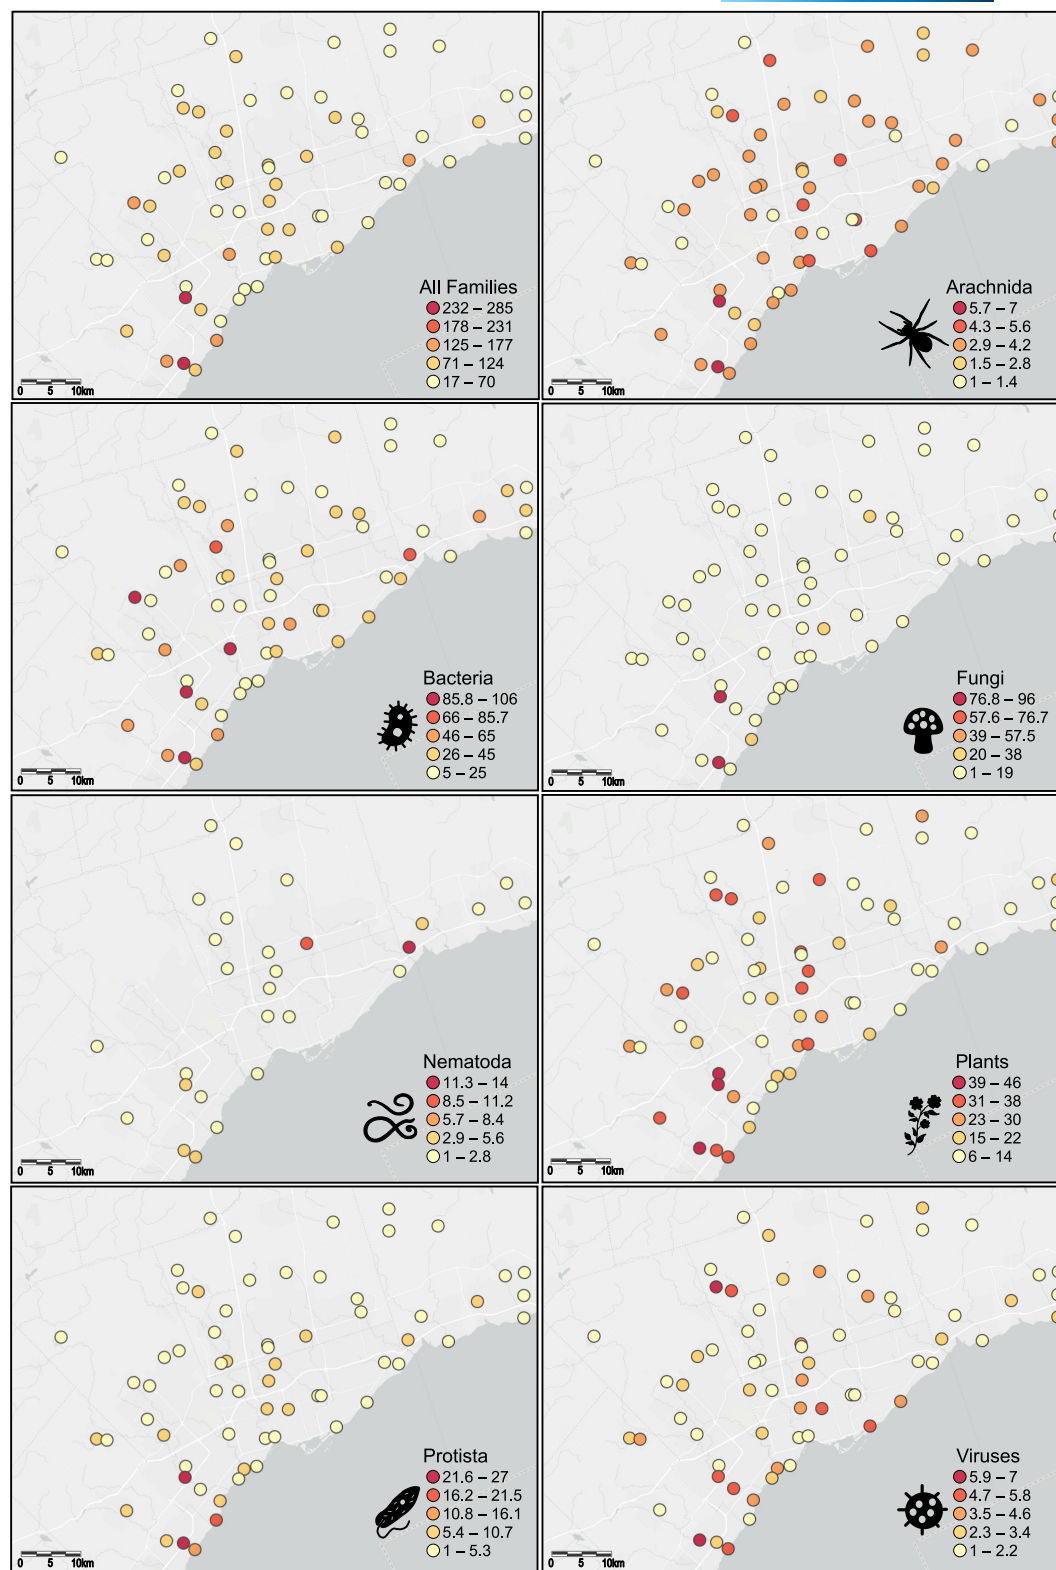 All Families
232 – 285
178 – 231
125 – 177
71 – 124
17 – 70
0 5 10km
Arachnida
5.7 – 7
4.3 – 5.6
2.9 – 4.2
1.5 – 2.8
1 – 1.4
0 5 10km
Bacteria
85.8 – 106
66 – 85.7
46 – 65
26 – 45
5 – 25
0 5 10km
Fungi
76.8 – 96
57.6 – 76.7
39 – 57.5
20 – 38
1 – 19
0 5 10km
Nematoda
11.3 – 14
8.5 – 11.2
5.7 – 8.4
2.9 – 5.6
1 – 2.8
0 5 10km
Plants
39 – 46
31 – 38
23 – 30
15 – 22
6 – 14
0 5 10km
Protista
21.6 – 27
16.2 – 21.5
10.8 – 16.1
5.4 – 10.7
1 – 5.3
0 5 10km
Viruses
5.9 – 7
4.7 – 5.8
3.5 – 4.6
2.3 – 3.4
1 – 2.2
0 5 10km